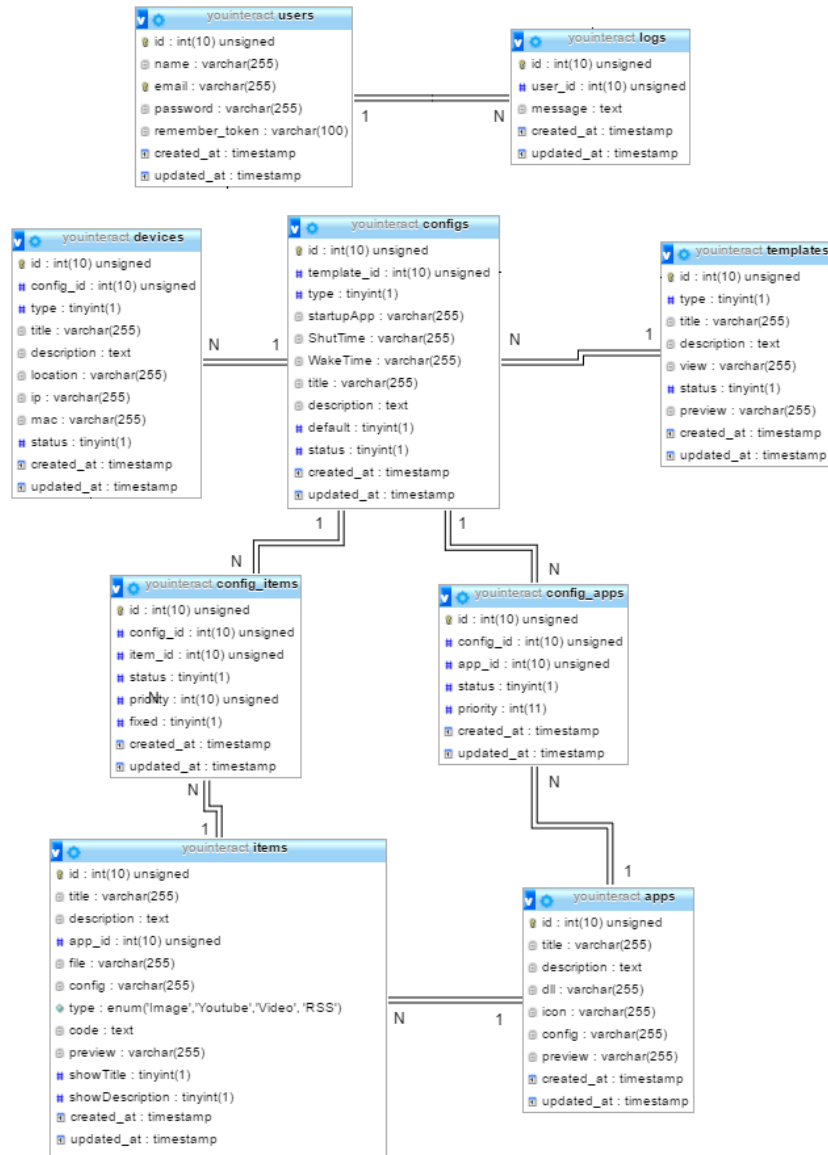 youinteract users
id : int(10) unsigned
name : varchar(255)
email : varchar(255)
password : varchar(255)
remember_token : varchar(100)
created_at : timestamp
updated_at : timestamp
1
N
youinteract logs
id : int(10) unsigned
user_id : int(10) unsigned
message : text
created_at : timestamp
updated_at : timestamp
youinteract devices
id : int(10) unsigned
config_id : int(10) unsigned
type : tinyint(1)
title : varchar(255)
description : text
location : varchar(255)
ip : varchar(255)
mac : varchar(255)
status : tinyint(1)
created_at : timestamp
updated_at : timestamp
N
1
youinteract configs
id : int(10) unsigned
template_id : int(10) unsigned
type : tinyint(1)
startupApp : varchar(255)
ShutTime : varchar(255)
WakeTime : varchar(255)
title : varchar(255)
description : text
default : tinyint(1)
status : tinyint(1)
created_at : timestamp
updated_at : timestamp
N
1
youinteract templates
id : int(10) unsigned
type : tinyint(1)
title : varchar(255)
description : text
view : varchar(255)
status : tinyint(1)
preview : varchar(255)
created_at : timestamp
updated_at : timestamp
1
N
1
N
youinteract config_items
id : int(10) unsigned
config_id : int(10) unsigned
item_id : int(10) unsigned
status : tinyint(1)
priority : int(10) unsigned
N
fixed : tinyint(1)
created_at : timestamp
updated_at : timestamp
youinteract config_apps
id : int(10) unsigned
config_id : int(10) unsigned
app_id : int(10) unsigned
status : tinyint(1)
priority : int(11)
created_at : timestamp
updated_at : timestamp
N
1
N
1
youinteract items
id : int(10) unsigned
title : varchar(255)
description : text
app_id : int(10) unsigned
file : varchar(255)
config : varchar(255)
type : enum('Image','Youtube','Video', 'RSS')
code : text
preview : varchar(255)
showTitle : tinyint(1)
showDescription : tinyint(1)
created_at : timestamp
updated_at : timestamp
N
1
youinteract apps
id : int(10) unsigned
title : varchar(255)
description : text
dll : varchar(255)
icon : varchar(255)
config : varchar(255)
preview : varchar(255)
created_at : timestamp
updated_at : timestamp